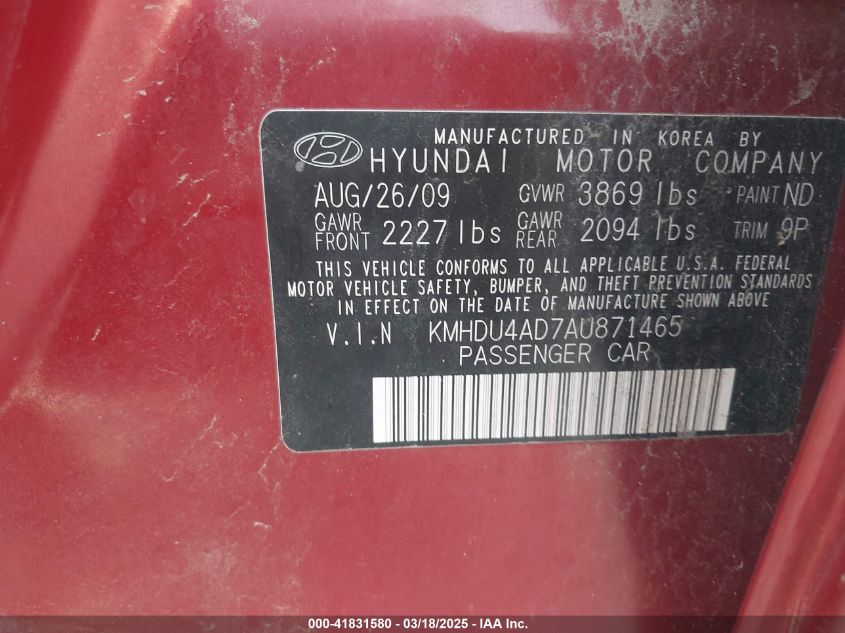 MANUFACTURED IN KOREA BY
HYUNDAI MOTOR COMPANY
AUG/26/09 GVWR 3869 lbs PAINT ND
GAWR FRONT 2227 lbs GAWR REAR 2094 lbs TRIM 9P
THIS VEHICLE CONFORMS TO ALL APPLICABLE U.S.A. FEDERAL
MOTOR VEHICLE SAFETY, BUMPER, AND THEFT PREVENTION STANDARDS
IN EFFECT ON THE DATE OF MANUFACTURE SHOWN ABOVE
V.I.N KMHDU4AD7AU871465
PASSENGER CAR
000-41831580 - 03/18/2025 - IAA Inc.